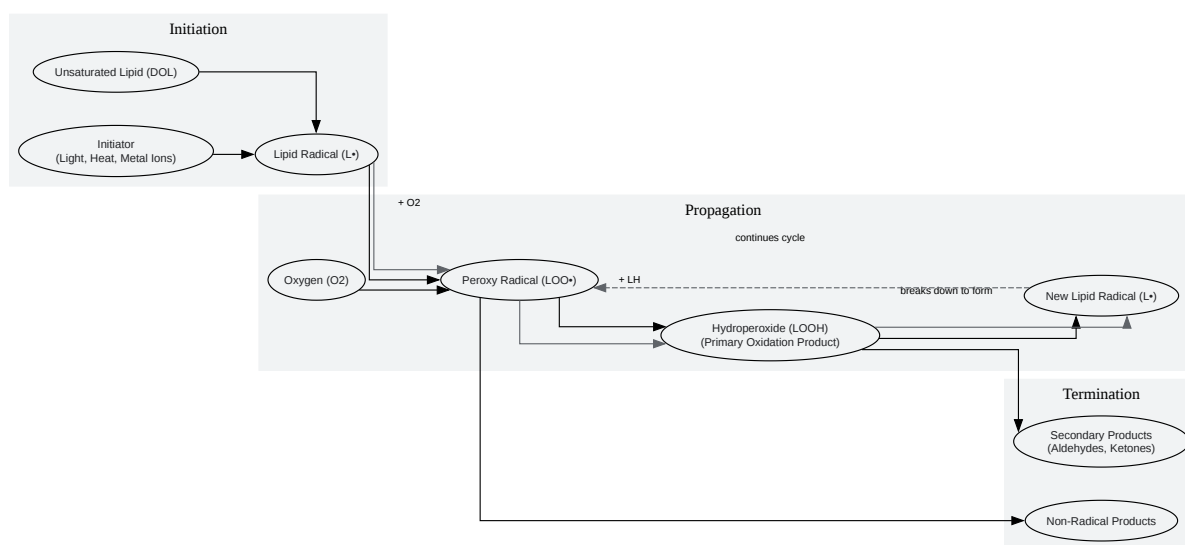 Initiation
Unsaturated Lipid (DOL)
Initiator
(Light, Heat, Metal Ions)
Lipid Radical (L•)
+ O2
Propagation
continues cycle
Oxygen (O2)
Peroxy Radical (LOO•)
+ LH
breaks down to form
New Lipid Radical (L•)
Hydroperoxide (LOOH)
(Primary Oxidation Product)
Termination
Secondary Products
(Aldehydes, Ketones)
Non-Radical Products